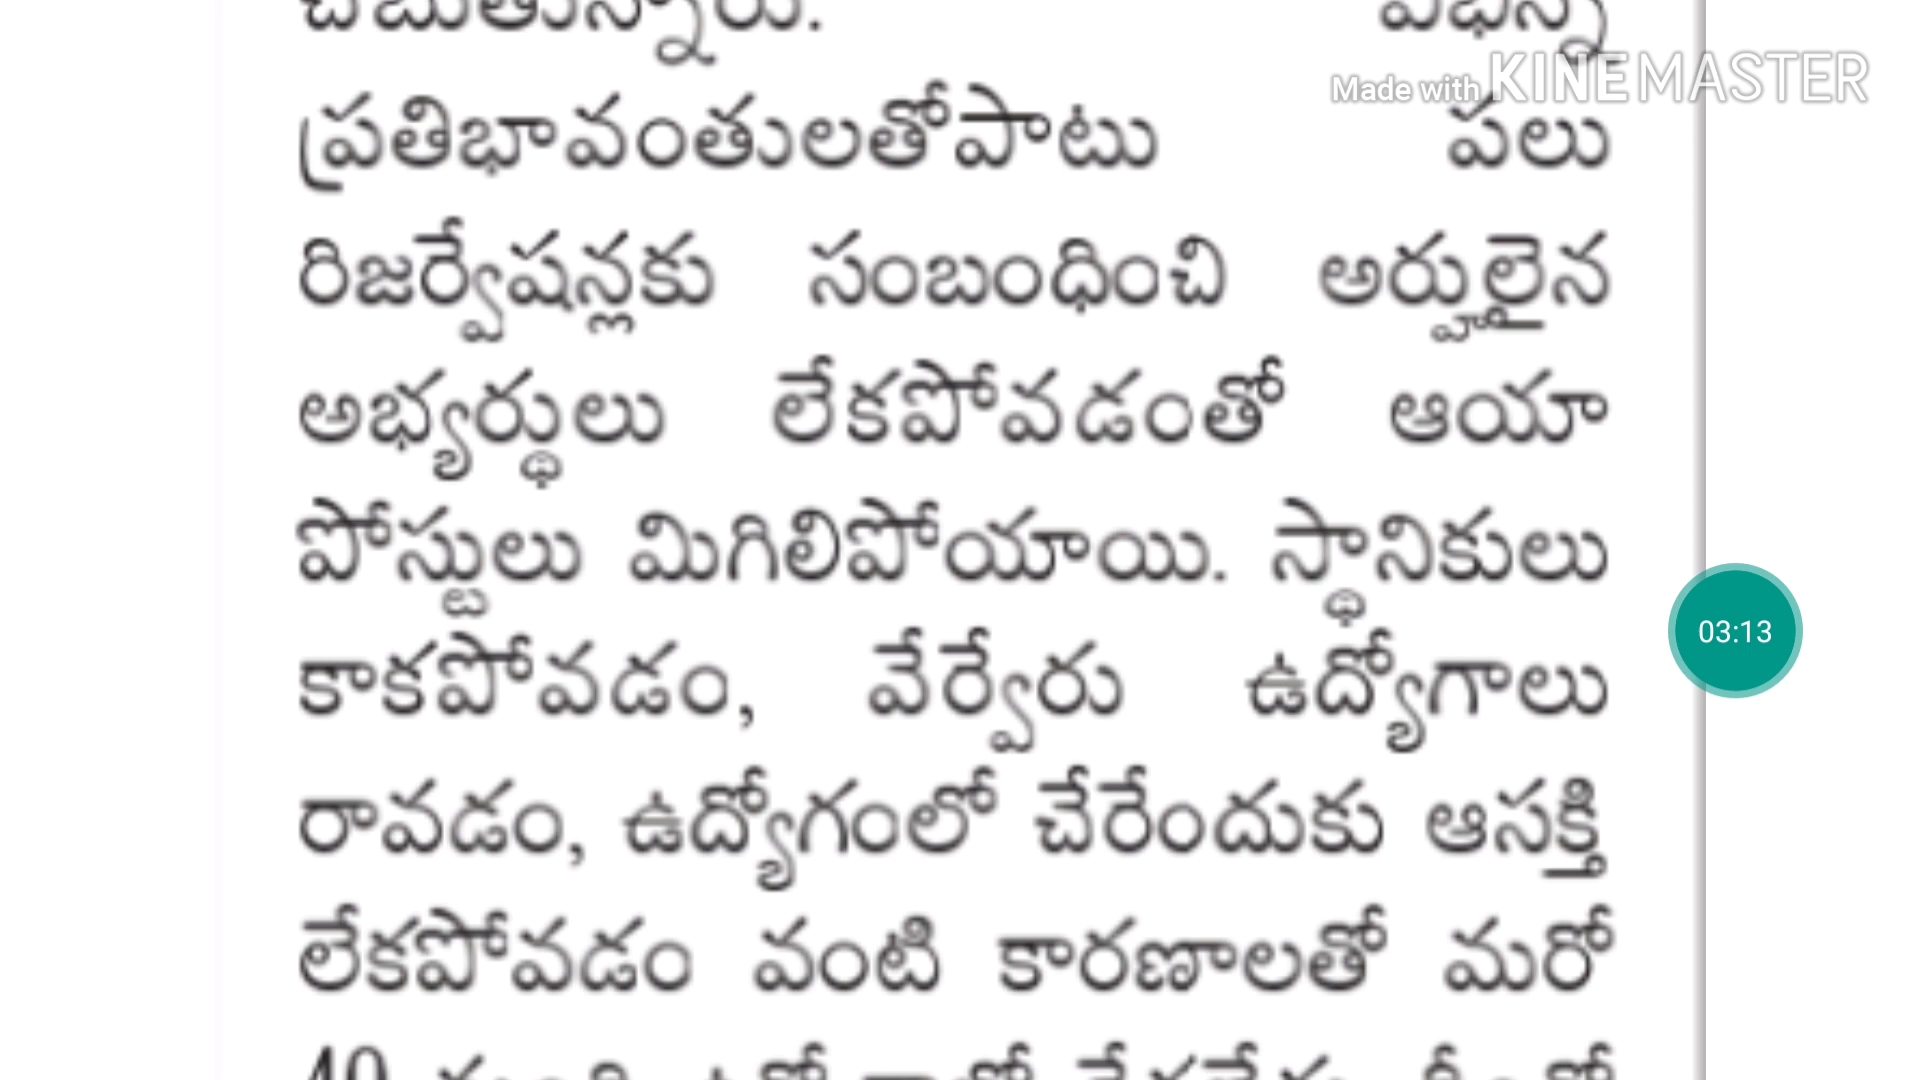 Made with KINEMASTER
ప్రతిభావంతులతోపాటు పలు
రిజర్వేషన్లకు సంబంధించి అర్హులైన
అభ్యర్థులు లేకపోవడంతో ఆయా
పోస్టులు మిగిలిపోయాయి. స్థానికులు
కాకపోవడం, వేర్వేరు ఉద్యోగాలు
03:13
రావడం, ఉద్యోగంలో చేరేందుకు ఆసక్తి
లేకపోవడం వంటి కారణాలతో మరో